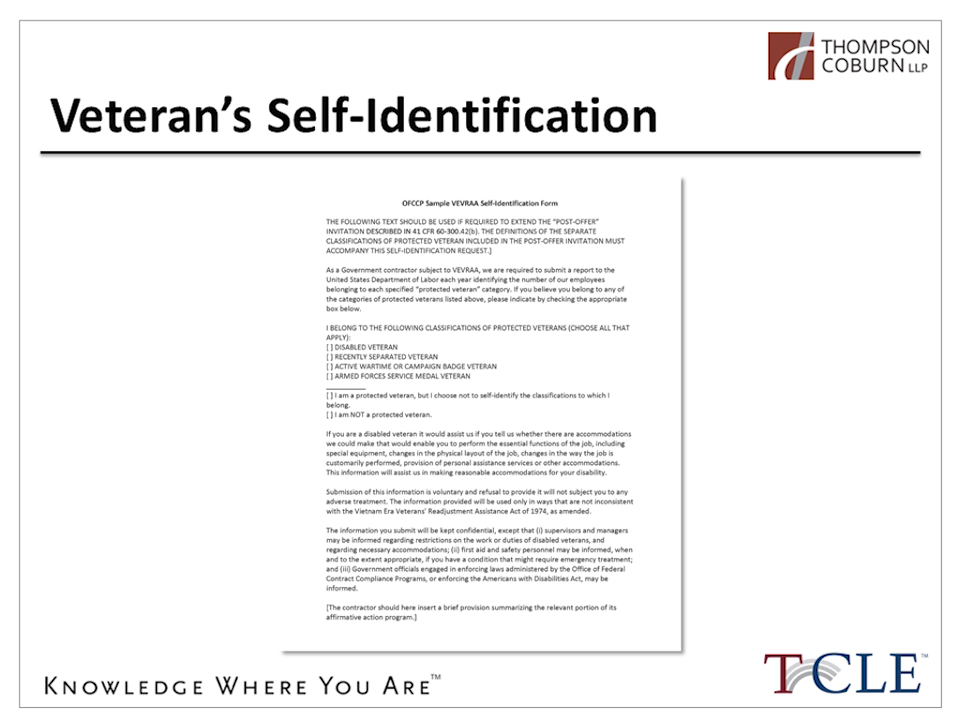 THOMPSON
COBURN LLP
Veteran’s Self-Identification
OFCCP Sample VEVRAA Self-Identification Form
THE FOLLOWING TEXT SHOULD BE USED IF REQUIRED TO EXTEND THE “POST-OFFER”
INVITATION DESCRIBED IN 41 CFR 60-300.42(b). THE DEFINITIONS OF THE SEPARATE
CLASSIFICATIONS OF PROTECTED VETERAN INCLUDED IN THE POST-OFFER INVITATION MUST
ACCOMPANY THIS SELF-IDENTIFICATION REQUEST.]
As a Government contractor subject to VEVRAA, we are required to submit a report to the
United States Department of Labor each year identifying the number of our employees
belonging to each specified “protected veteran” category. If you believe you belong to any of
the categories of protected veterans listed above, please indicate by checking the appropriate
box below.
I BELONG TO THE FOLLOWING CLASSIFICATIONS OF PROTECTED VETERANS (CHOOSE ALL THAT
APPLY):
[ ] DISABLED VETERAN
[ ] RECENTLY SEPARATED VETERAN
[ ] ACTIVE WARTIME OR CAMPAIGN BADGE VETERAN
[ ] ARMED FORCES SERVICE MEDAL VETERAN
__________
[ ] I am a protected veteran, but I choose not to self-identify the classifications to which I
belong.
[ ] I am NOT a protected veteran.
If you are a disabled veteran it would assist us if you tell us whether there are accommodations
we could make that would enable you to perform the essential functions of the job, including
special equipment, changes in the physical layout of the job, changes in the way the job is
customarily performed, provision of personal assistance services or other accommodations.
This information will assist us in making reasonable accommodations for your disability.
Submission of this information is voluntary and refusal to provide it will not subject you to any
adverse treatment. The information provided will be used only in ways that are not inconsistent
with the Vietnam Era Veterans’ Readjustment Assistance Act of 1974, as amended.
The information you submit will be kept confidential, except that (i) supervisors and managers
may be informed regarding restrictions on the work or duties of disabled veterans, and
regarding necessary accommodations; (ii) first aid and safety personnel may be informed, when
and to the extent appropriate, if you have a condition that might require emergency treatment;
and (iii) Government officials engaged in enforcing laws administered by the Office of Federal
Contract Compliance Programs, or enforcing the Americans with Disabilities Act, may be
informed.
[The contractor should here insert a brief provision summarizing the relevant portion of its
affirmative action program.]
KNOWLEDGE WHERE YOU ARE™
TCLE™